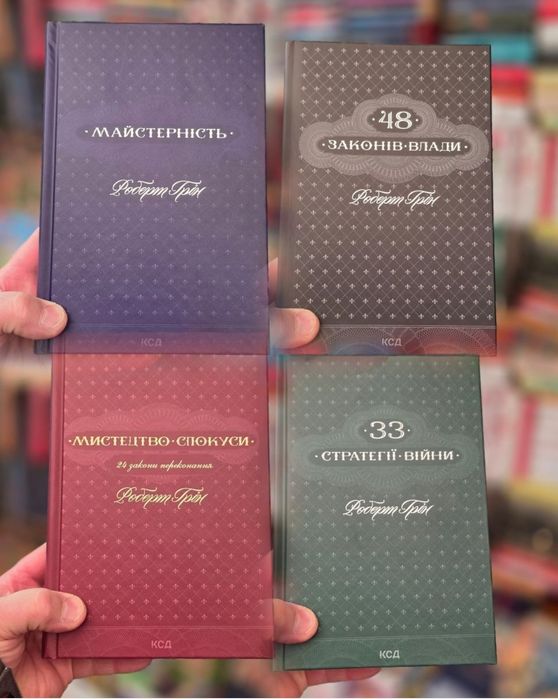 · МАЙСТЕРНІСТЬ ·
Роберт Грін
КСД
· 48 ·
· ЗАКОНІВ · ВЛАДИ ·
Роберт Грін
КСД
· МИСТЕЦТВО · СПОКУСИ ·
24 закони переконання
Роберт Грін
КСД
· 33 ·
· СТРАТЕГІЇ · ВІЙНИ ·
Роберт Грін
КСД